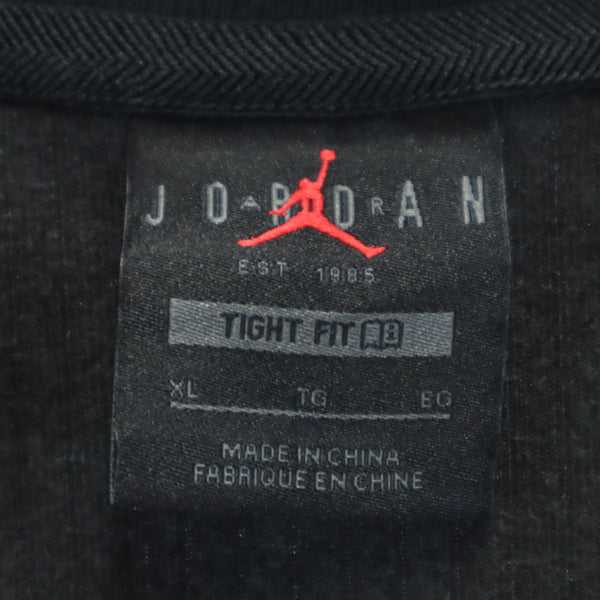 JORDAN
EST 1985
TIGHT FIT
XL TG EG
MADE IN CHINA
FABRIQUE EN CHINE